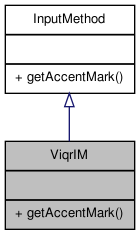 InputMethod
+ getAccentMark()
ViqrIM
+ getAccentMark()